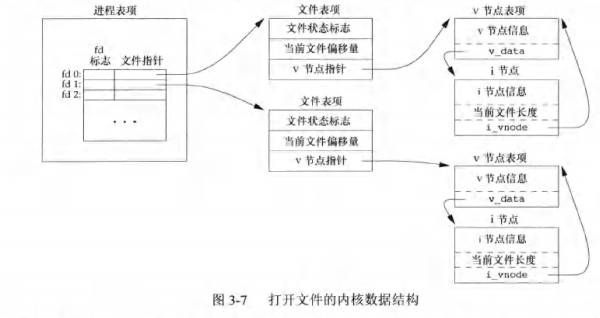 进程表项
fd
标志 文件指针
fd 0:
fd 1:
fd 2:
...
文件表项
文件状态标志
当前文件偏移量
v 节点指针
文件表项
文件状态标志
当前文件偏移量
v 节点指针
v 节点表项
v 节点信息
v_data
i 节点
i 节点信息
当前文件长度
i_vnode
v 节点表项
v 节点信息
v_data
i 节点
i 节点信息
当前文件长度
i_vnode
图 3-7 打开文件的内核数据结构